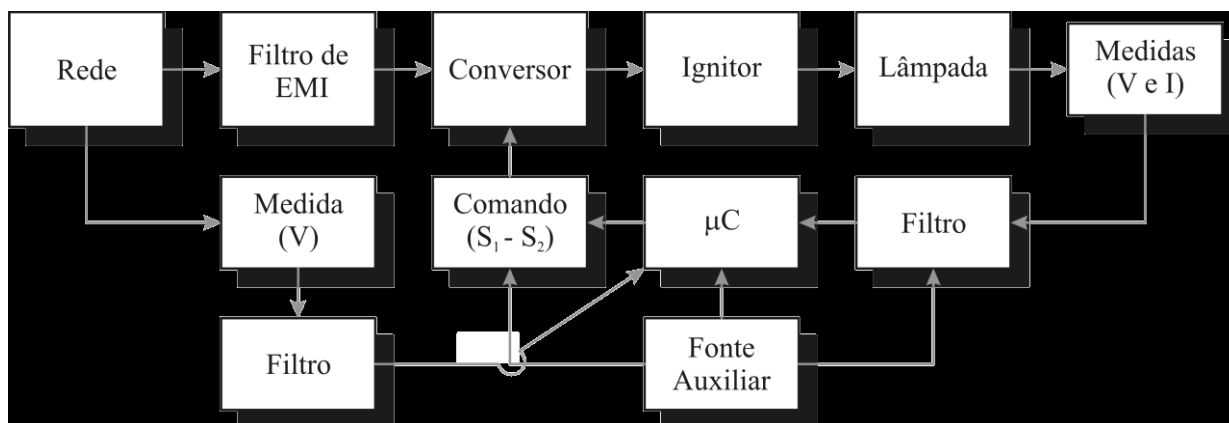 Rede
Filtro de
EMI
Conversor
Ignitor
Lâmpada
Medidas
(V e I)
Medida
(V)
Comando
(S₁ - S₂)
µC
Filtro
Filtro
Fonte
Auxiliar